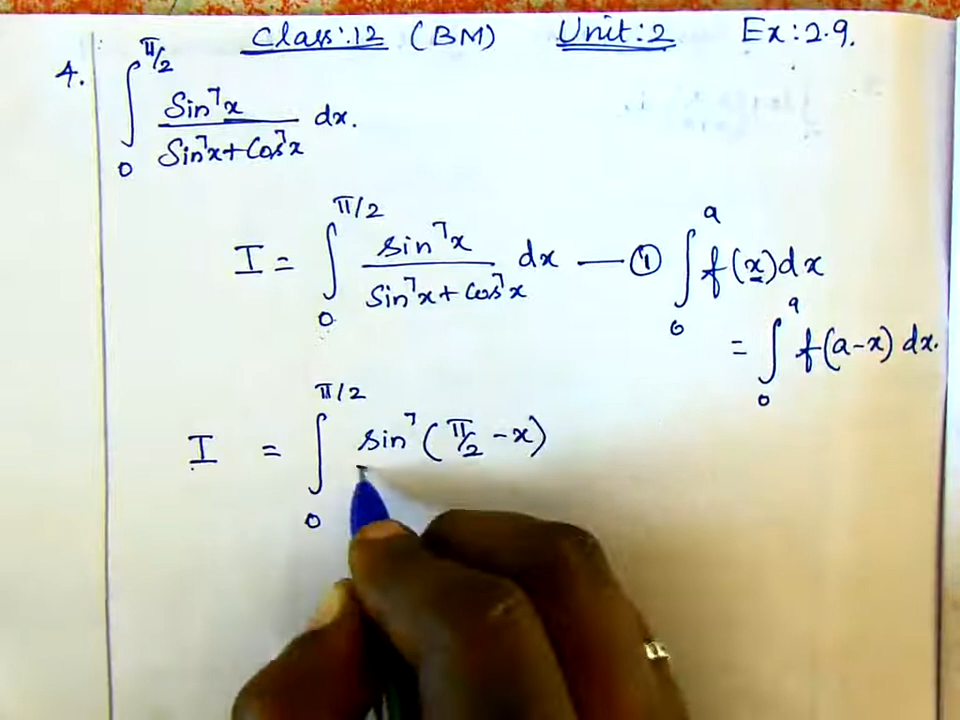 Class:12 (BM) Unit:2 Ex:2.9.
4. ∫₀^(π/2) Sin⁷x / (Sin⁷x + Cos⁷x) dx.
I = ∫₀^(π/2) sin⁷x / (Sin⁷x + Cos⁷x) dx — ① ∫₀^a f(x)dx
= ∫₀^a f(a-x) dx.
I = ∫₀^(π/2) sin⁷(π/2 - x)